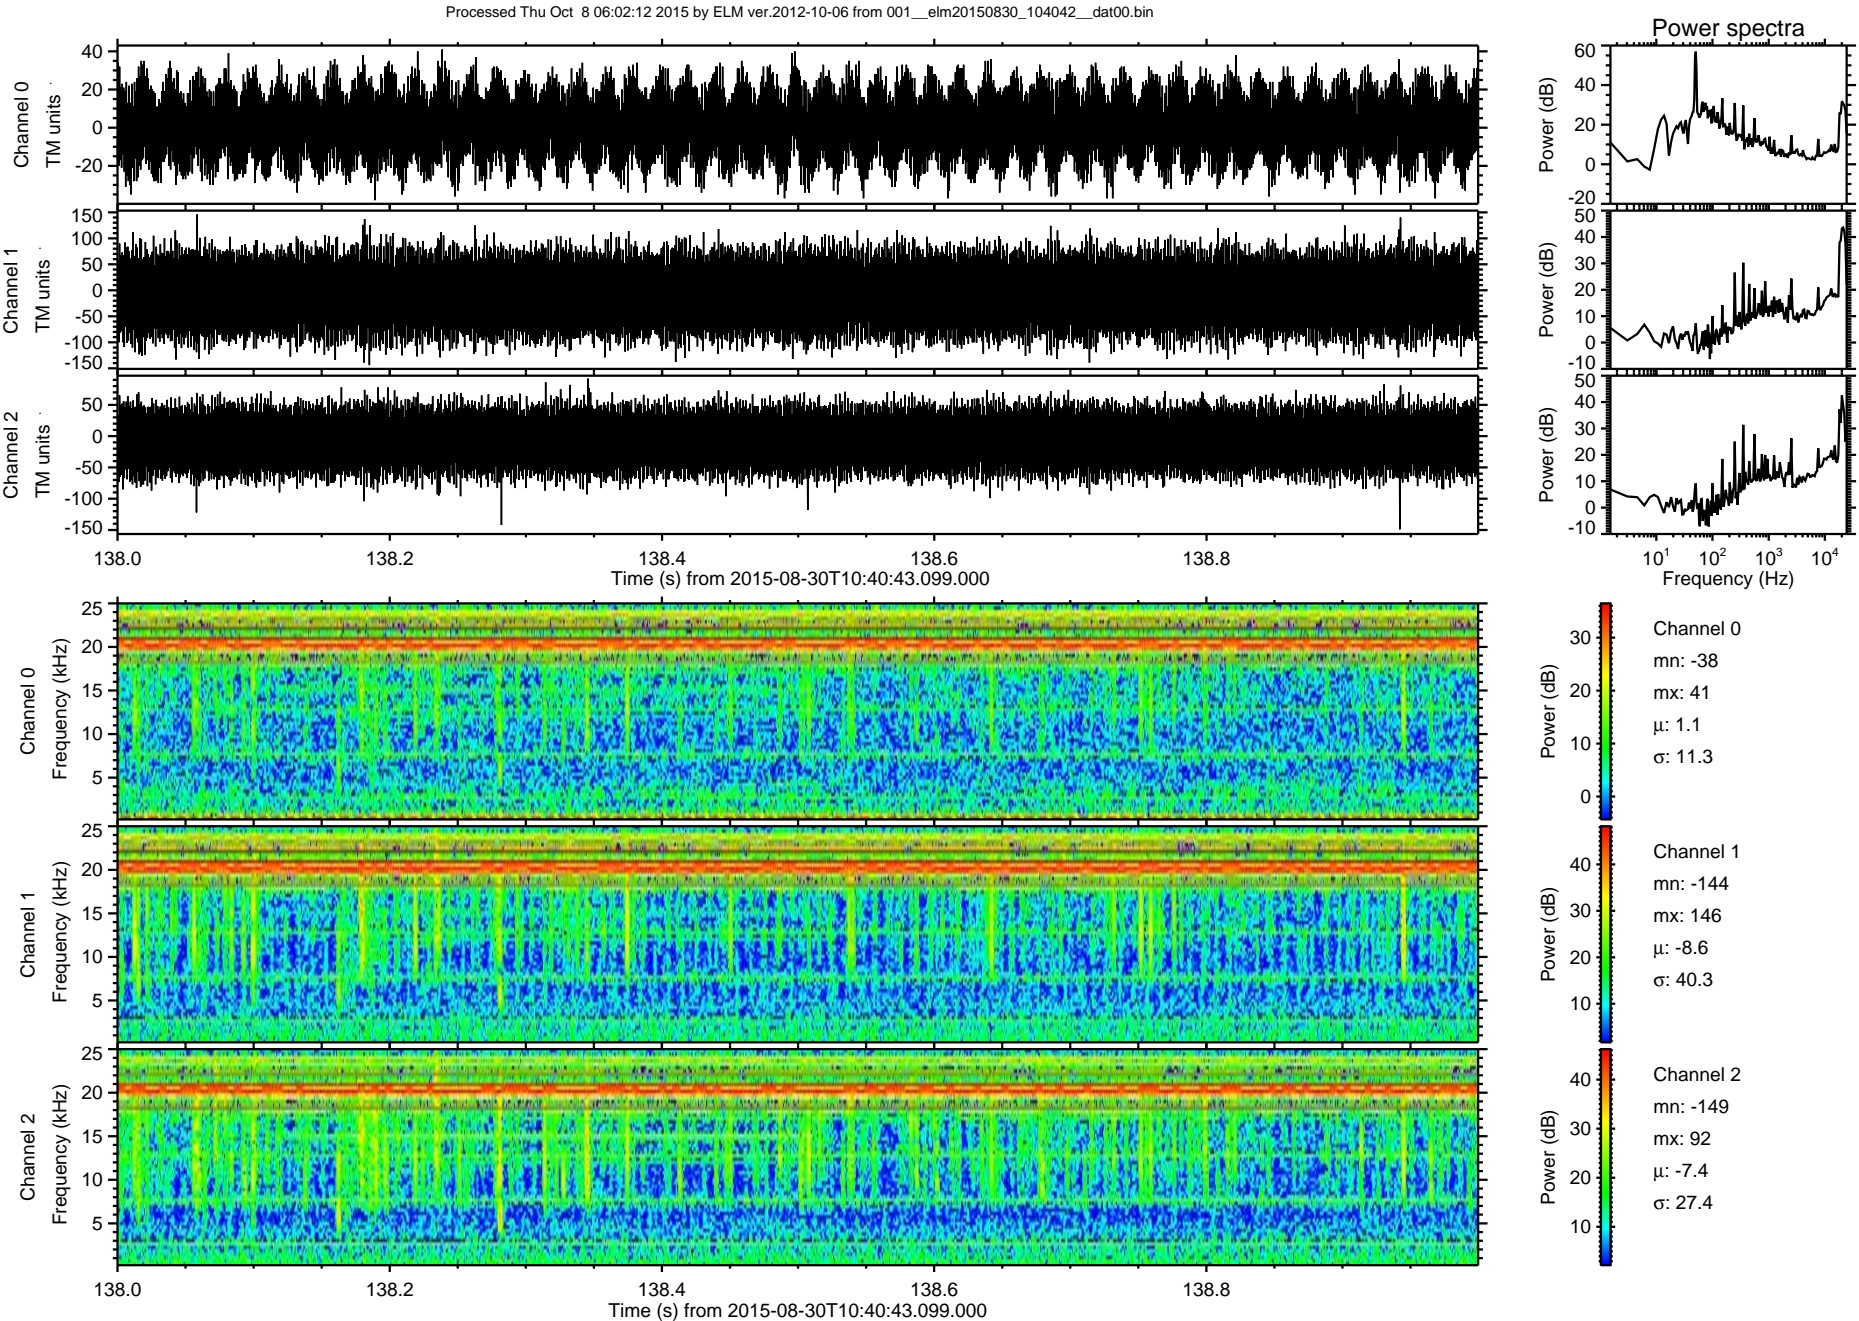 Processed Thu Oct  8 06:02:12 2015 by ELM ver.2012-10-06 from 001__elm20150830_104042__dat00.bin
Power spectra
Channel 0
TM units
40
20
0
-20
Power (dB)
60
40
20
0
-20
Channel 1
TM units
150
100
50
0
-50
-100
-150
Power (dB)
50
40
30
20
10
0
-10
Channel 2
TM units
50
0
-50
-100
-150
Power (dB)
50
40
30
20
10
0
-10
138.0 138.2 138.4 138.6 138.8
Time (s) from 2015-08-30T10:40:43.099.000
10¹ 10² 10³ 10⁴
Frequency (Hz)
Channel 0
Frequency (kHz)
25
20
15
10
5
Power (dB)
30
20
10
0
Channel 0
mn: -38
mx: 41
μ: 1.1
σ: 11.3
Channel 1
Frequency (kHz)
25
20
15
10
5
Power (dB)
40
30
20
10
Channel 1
mn: -144
mx: 146
μ: -8.6
σ: 40.3
Channel 2
Frequency (kHz)
25
20
15
10
5
Power (dB)
40
30
20
10
Channel 2
mn: -149
mx: 92
μ: -7.4
σ: 27.4
138.0 138.2 138.4 138.6 138.8
Time (s) from 2015-08-30T10:40:43.099.000